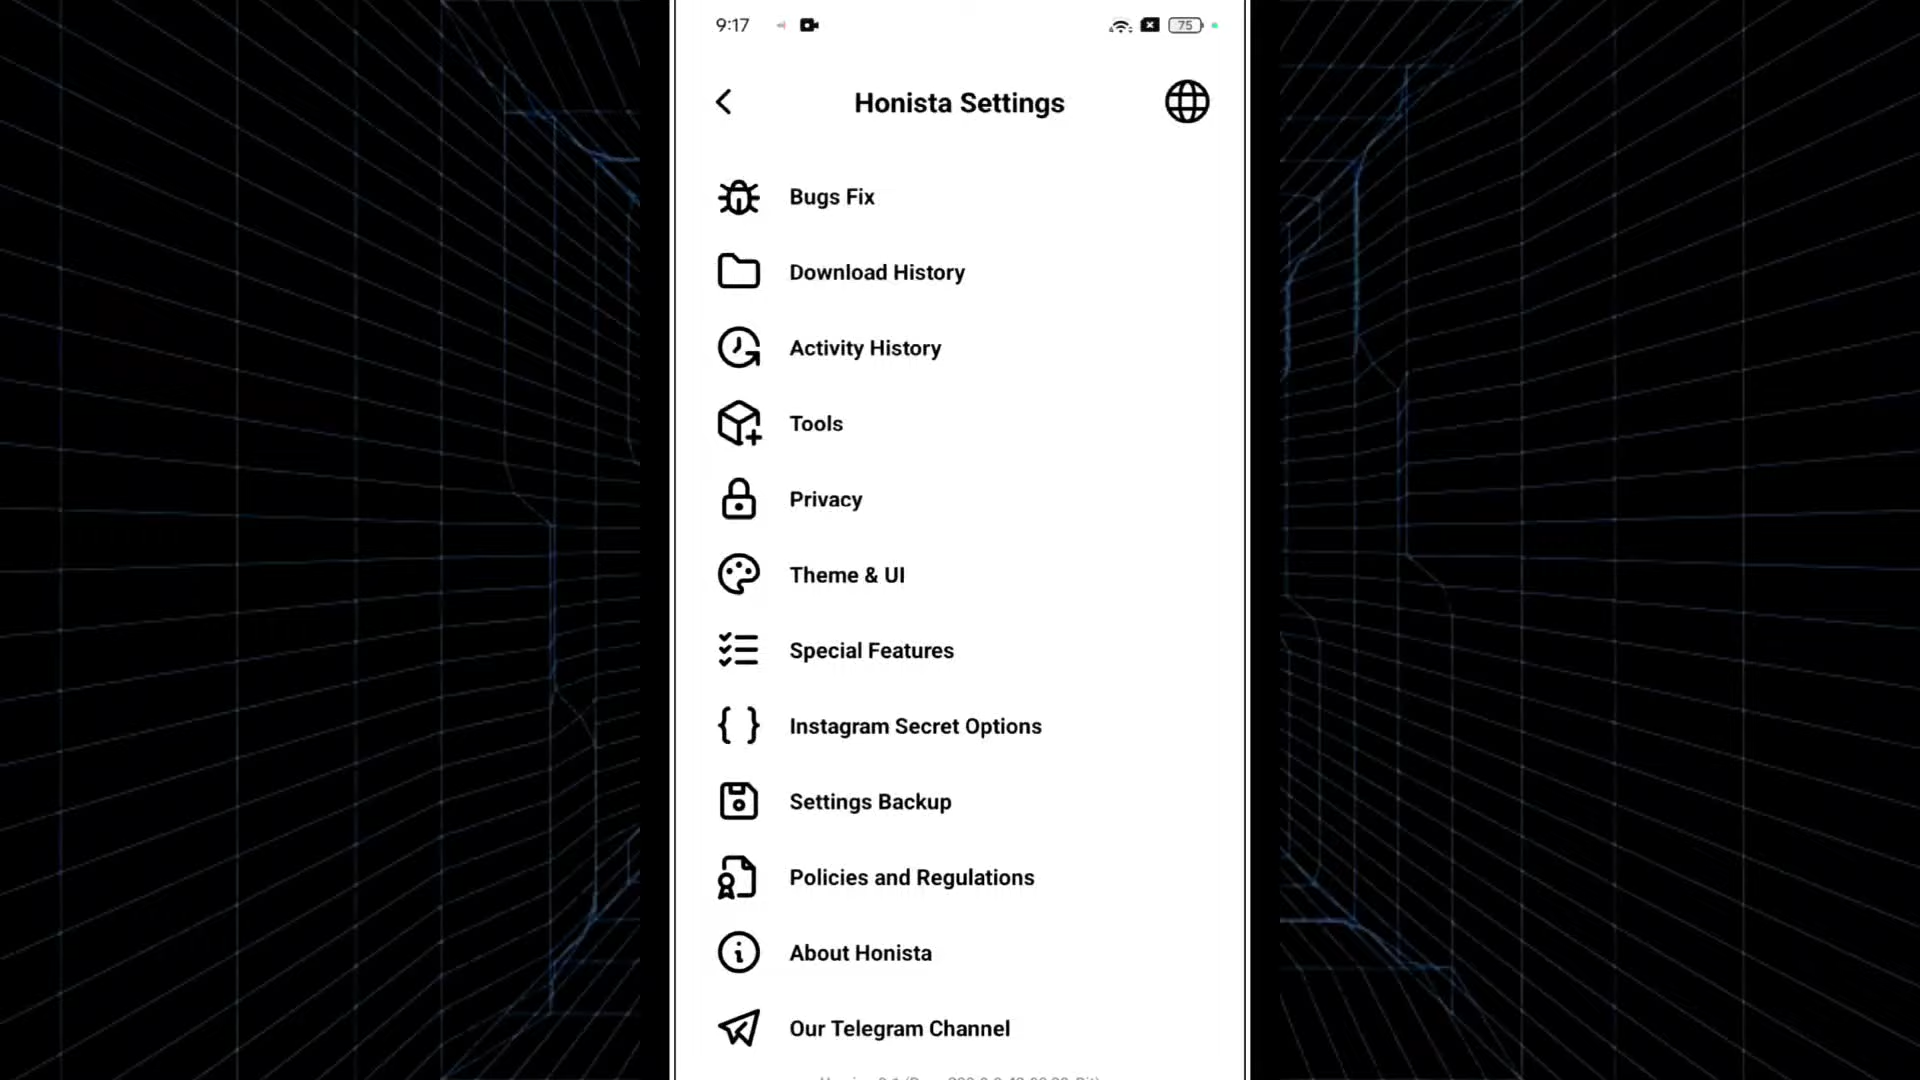 9:17
75
Honista Settings
Bugs Fix
Download History
Activity History
Tools
Privacy
Theme & UI
Special Features
Instagram Secret Options
Settings Backup
Policies and Regulations
About Honista
Our Telegram Channel